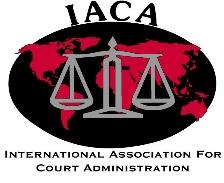 IACA
INTERNATIONAL ASSOCIATION FOR
COURT ADMINISTRATION